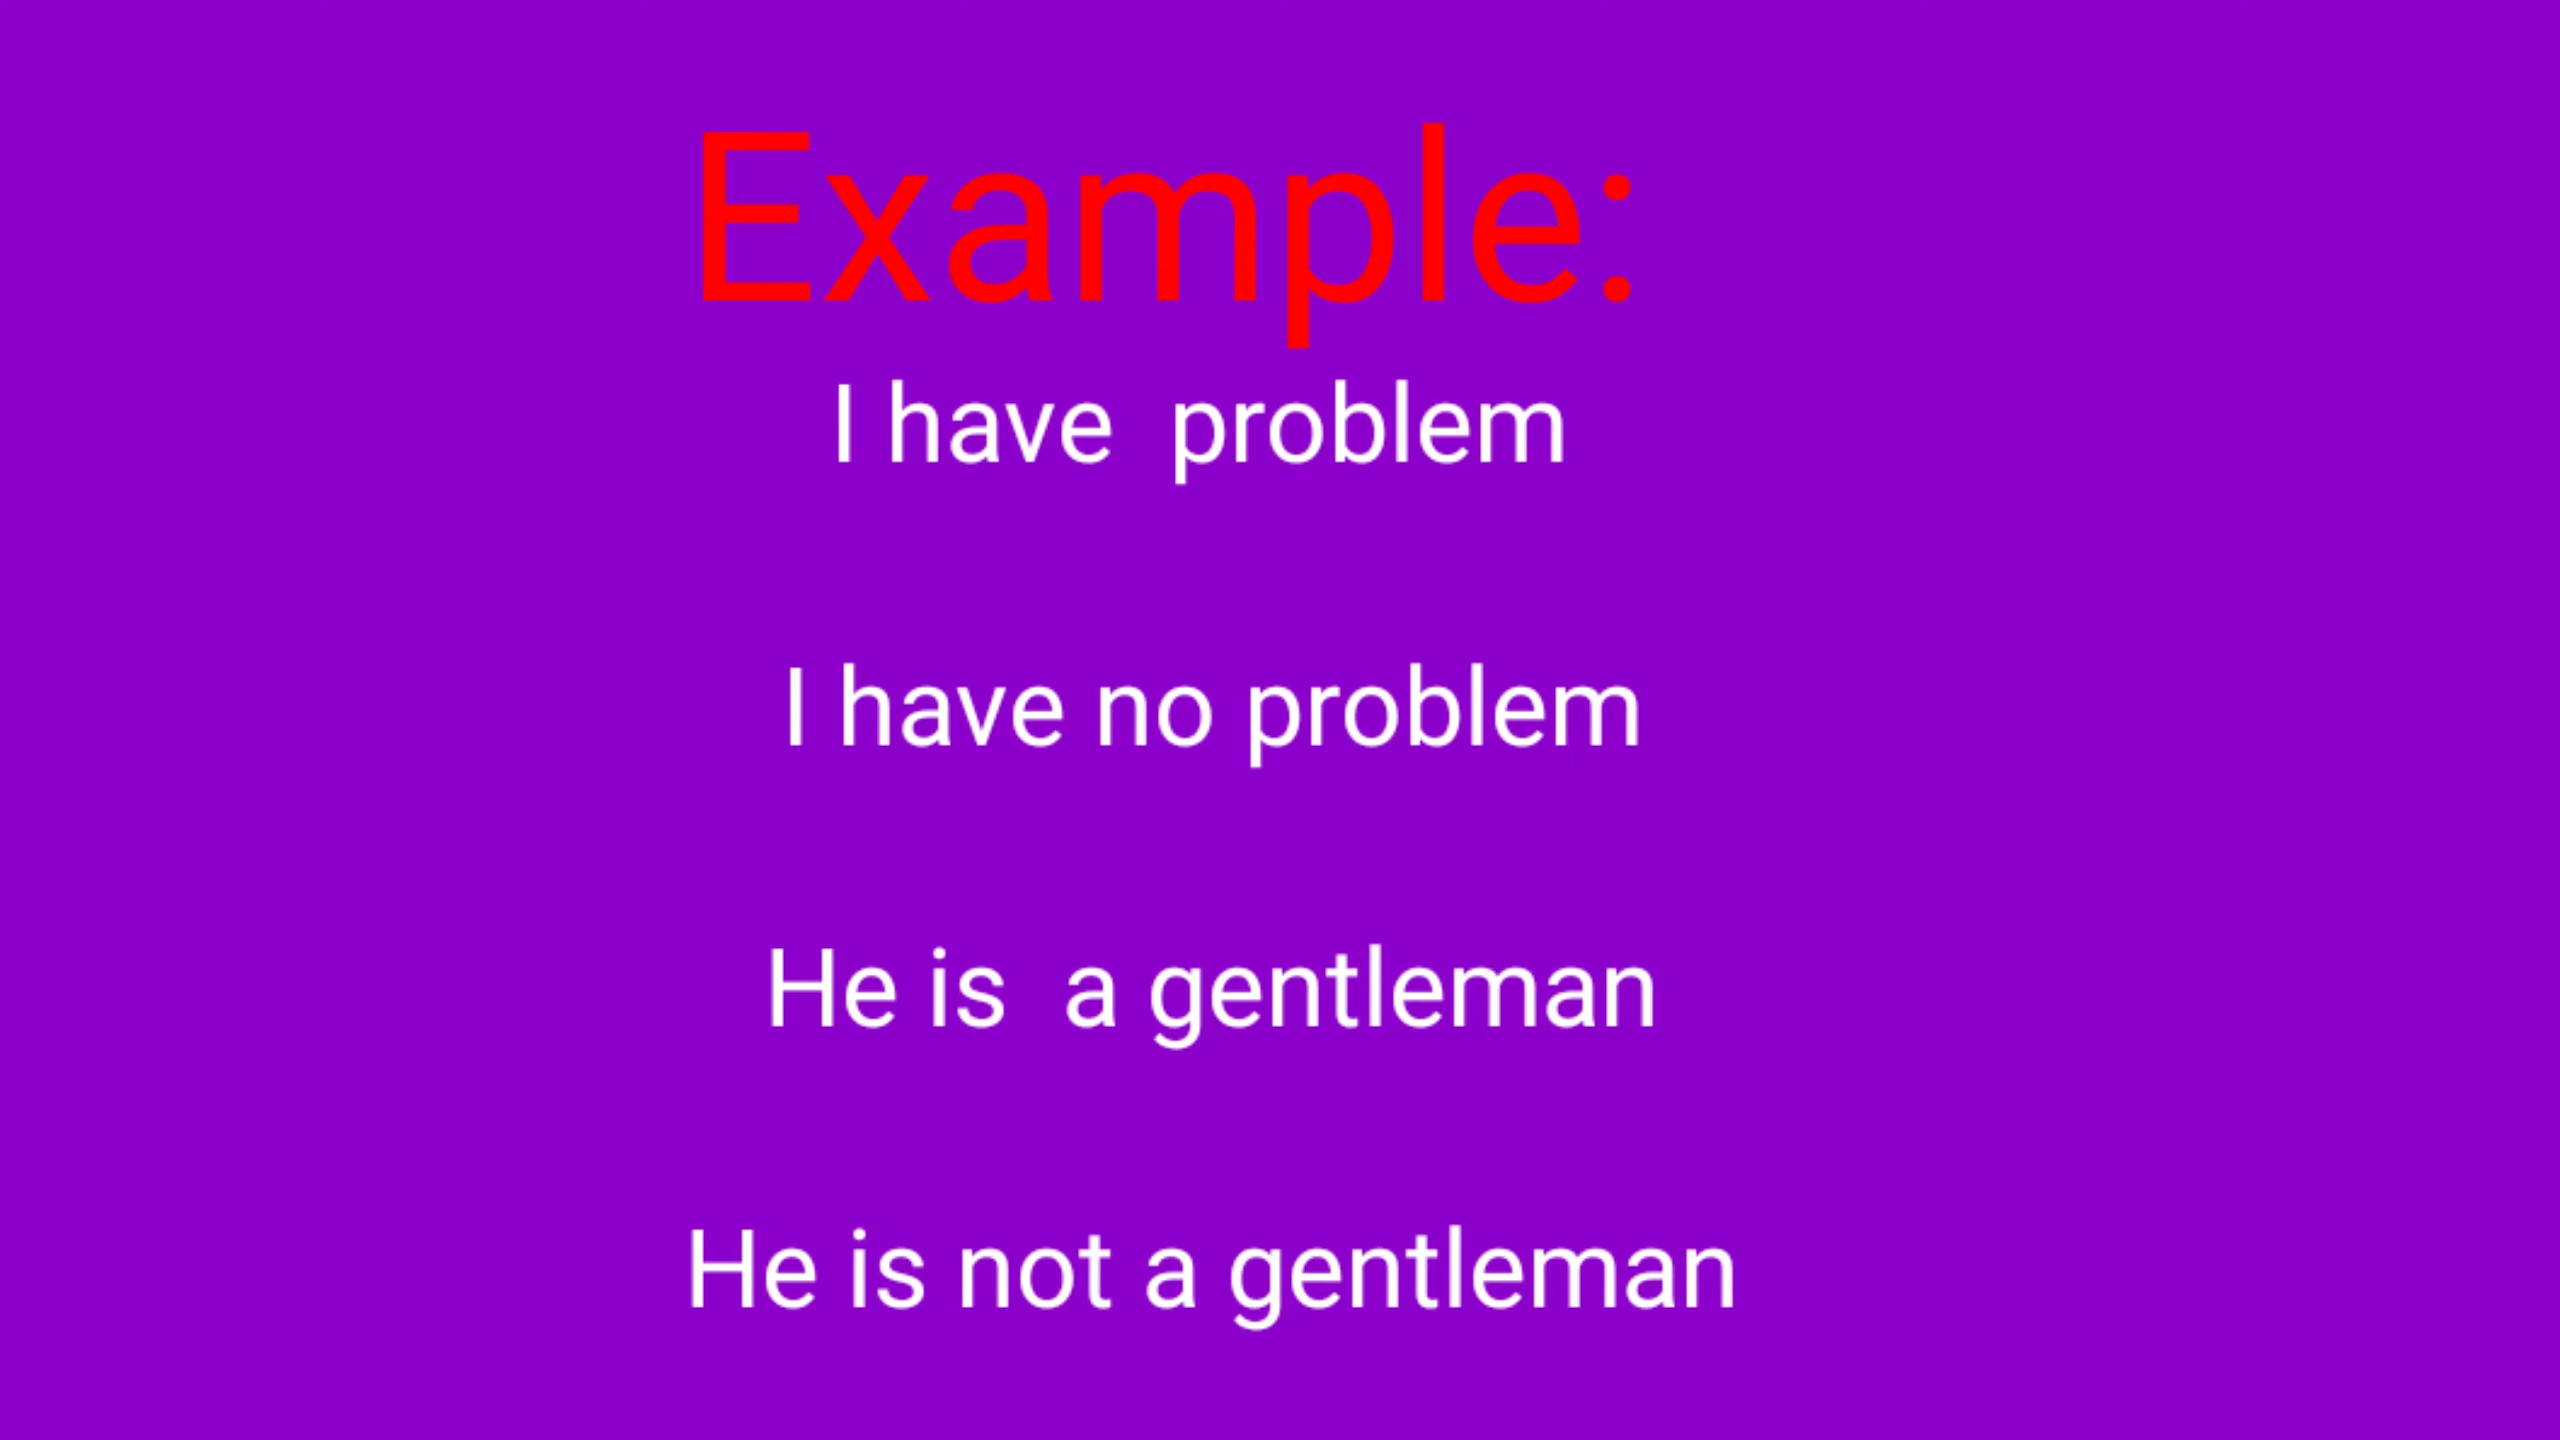 Example:
I have  problem
I have no problem
He is  a gentleman
He is not a gentleman